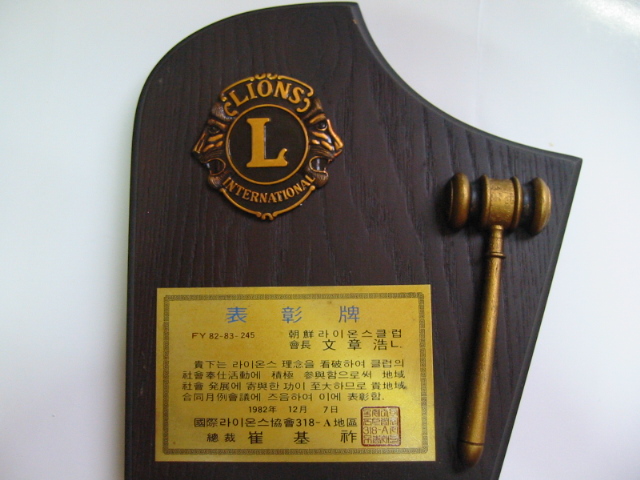 LIONS
L
INTERNATIONAL
表彰牌
FY 82-83-245 朝鮮라이온스클럽
會長 文章浩L.
貴下는 라이온스 理念을 看破하여 클럽의
社會奉仕活動에 積極 參與함으로써 地域
社會 發展에 寄與한 功이 至大하므로 貴地域
合同月例會議에 즈음하여 이에 表彰함.
1982年 12月 7日
國際라이온스協會318-A地區
總裁 崔基祚
318-A